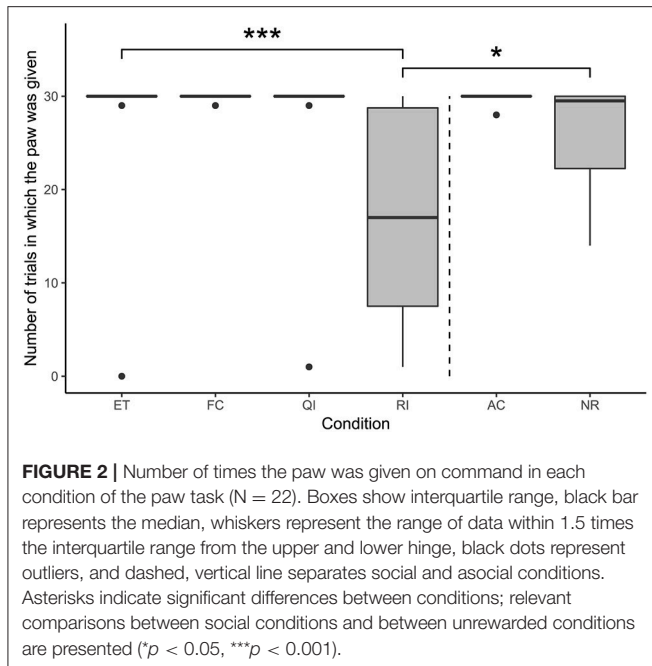 ***
*
Number of trials in which the paw was given
30
20
10
0
ET FC QI RI AC NR
Condition
FIGURE 2 | Number of times the paw was given on command in each
condition of the paw task (N = 22). Boxes show interquartile range, black bar
represents the median, whiskers represent the range of data within 1.5 times
the interquartile range from the upper and lower hinge, black dots represent
outliers, and dashed, vertical line separates social and asocial conditions.
Asterisks indicate significant differences between conditions; relevant
comparisons between social conditions and between unrewarded conditions
are presented (*p < 0.05, ***p < 0.001).